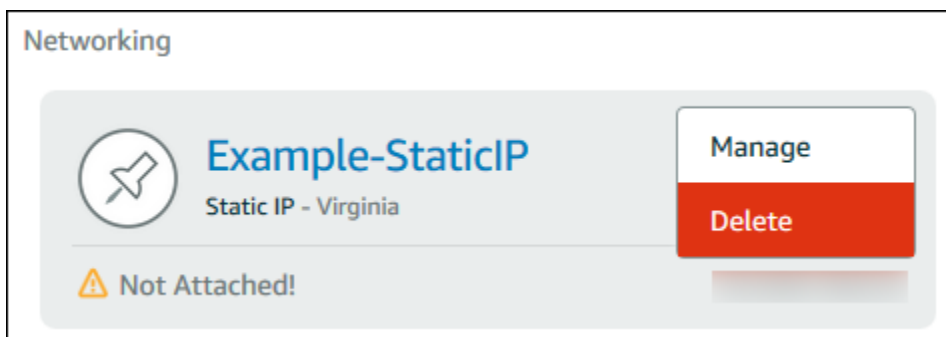 Networking
Example-StaticIP
Manage
Static IP - Virginia
Delete
Not Attached!